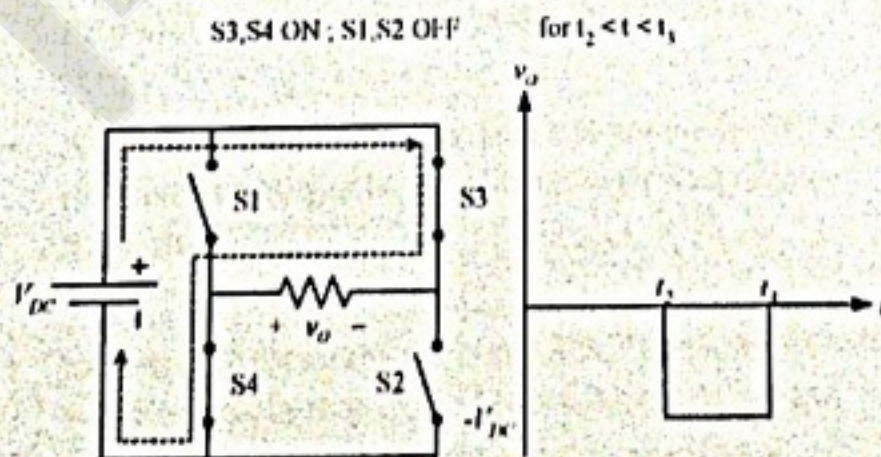 S3,S4 ON ; S1,S2 OFF for t₂ < t < t₃
vₒ
S1
S3
V_DC
+
+ vₒ −
t₂ t₃
S4
S2
-V_DC